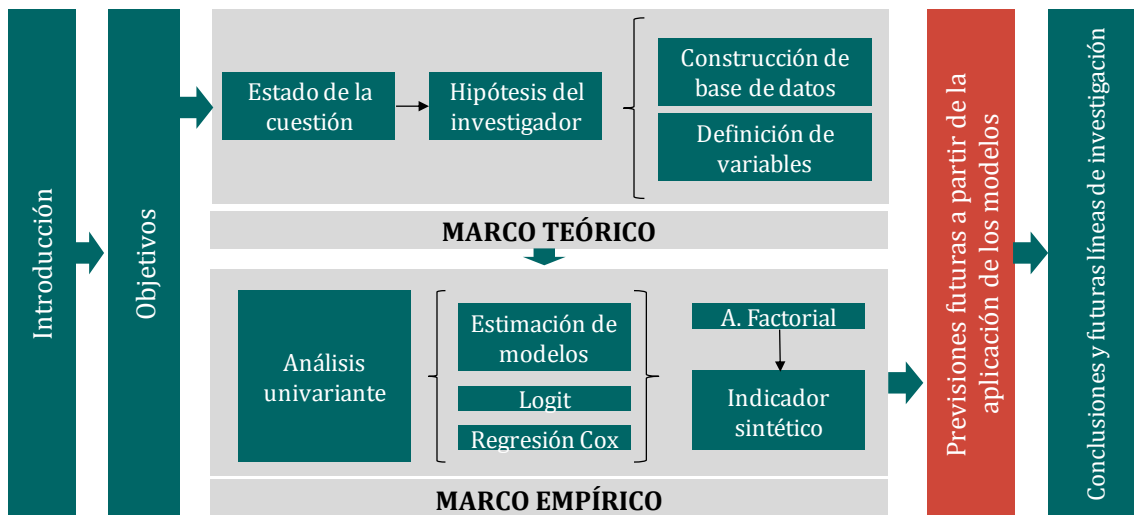 Introducción
Objetivos
Estado de la
cuestión
Hipótesis del
investigador
Construcción de
base de datos
Definición de
variables
MARCO TEÓRICO
Análisis
univariante
Estimación de
modelos
Logit
Regresión Cox
A. Factorial
Indicador
sintético
MARCO EMPÍRICO
Previsiones futuras a partir de la
aplicación de los modelos
Conclusiones y futuras líneas de investigación